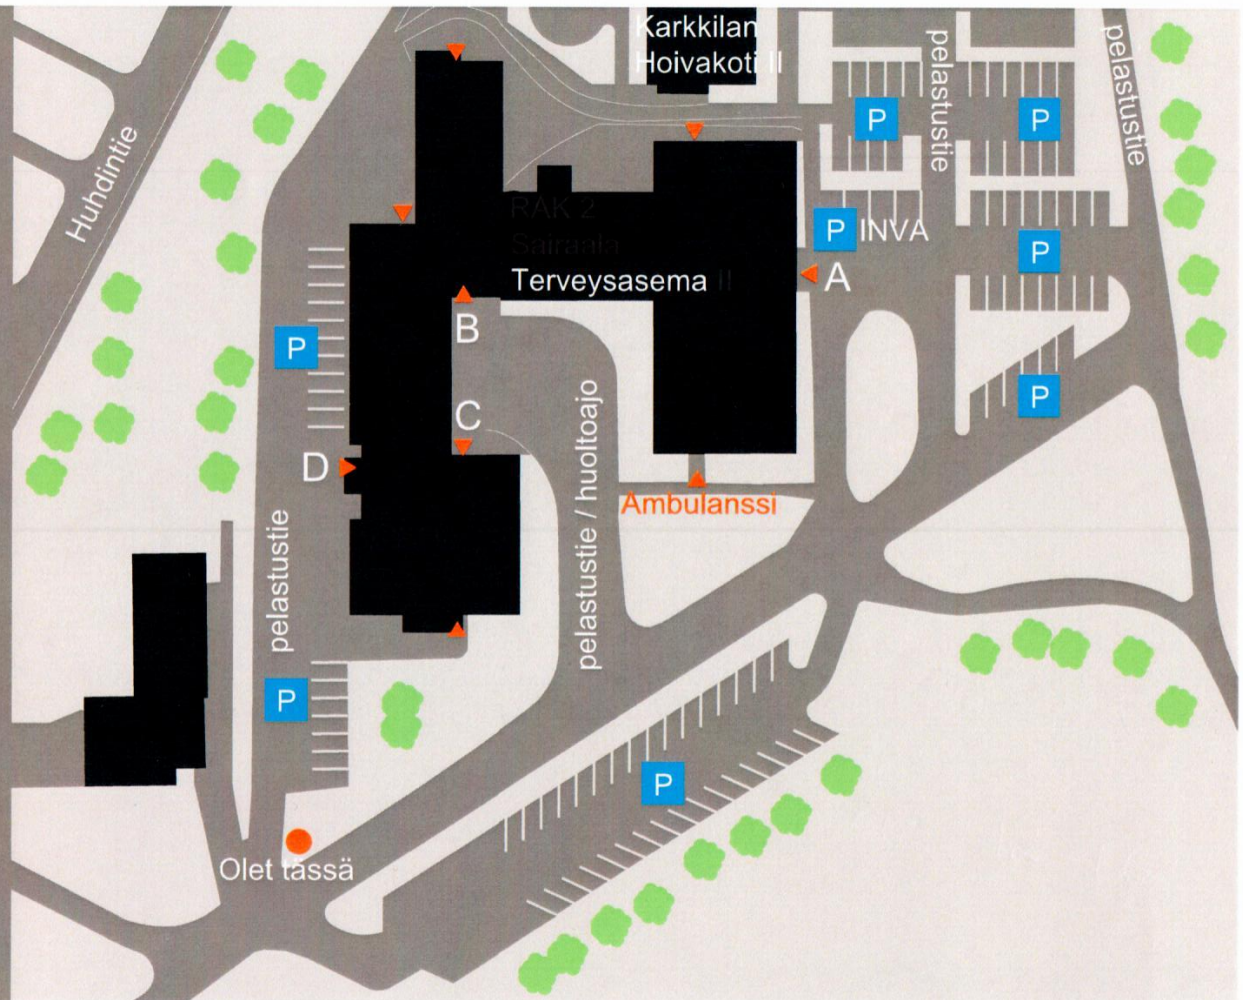 Karkkilan
Hoivakoti II
pelastustie
pelastustie
P
P
Huhdintie
RAK 2
Sairaala
P INVA
P
Terveysasema II
A
B
P
C
P
pelastustie / huoltoajo
D
Ambulanssi
pelastustie
P
P
Olet tässä